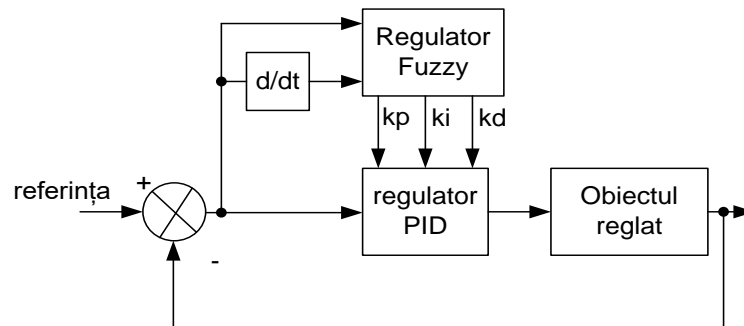 Regulator
Fuzzy
d/dt
kp
ki
kd
referința
+
-
regulator
PID
Obiectul
reglat